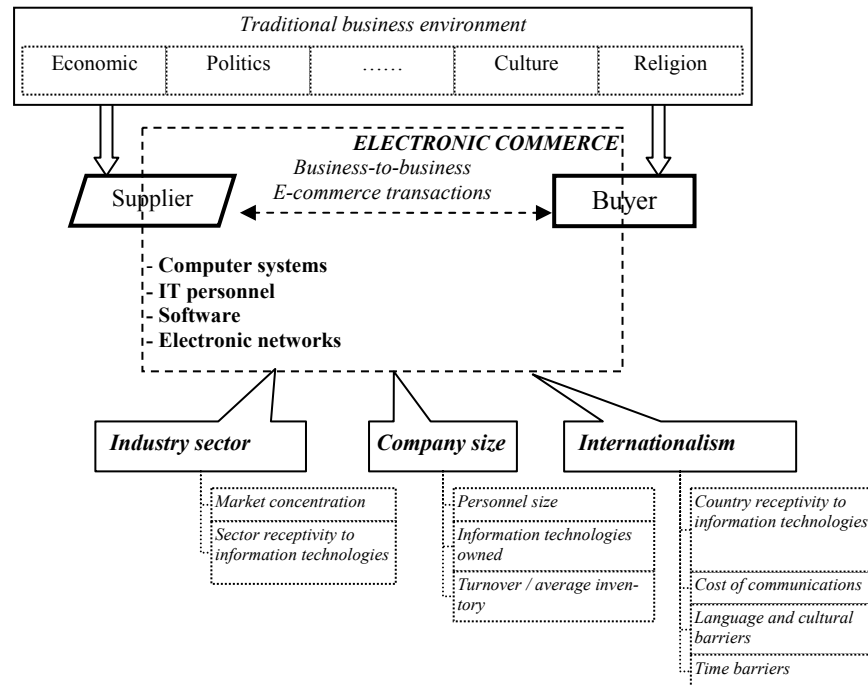 Traditional business environment
Economic
Politics
……
Culture
Religion
ELECTRONIC COMMERCE
Business-to-business
E-commerce transactions
Supplier
Buyer
- Computer systems
- IT personnel
- Software
- Electronic networks
Industry sector
Company size
Internationalism
Market concentration
Sector receptivity to
information technologies
Personnel size
Information technologies
owned
Turnover / average inven-
tory
Country receptivity to
information technologies
Cost of communications
Language and cultural
barriers
Time barriers